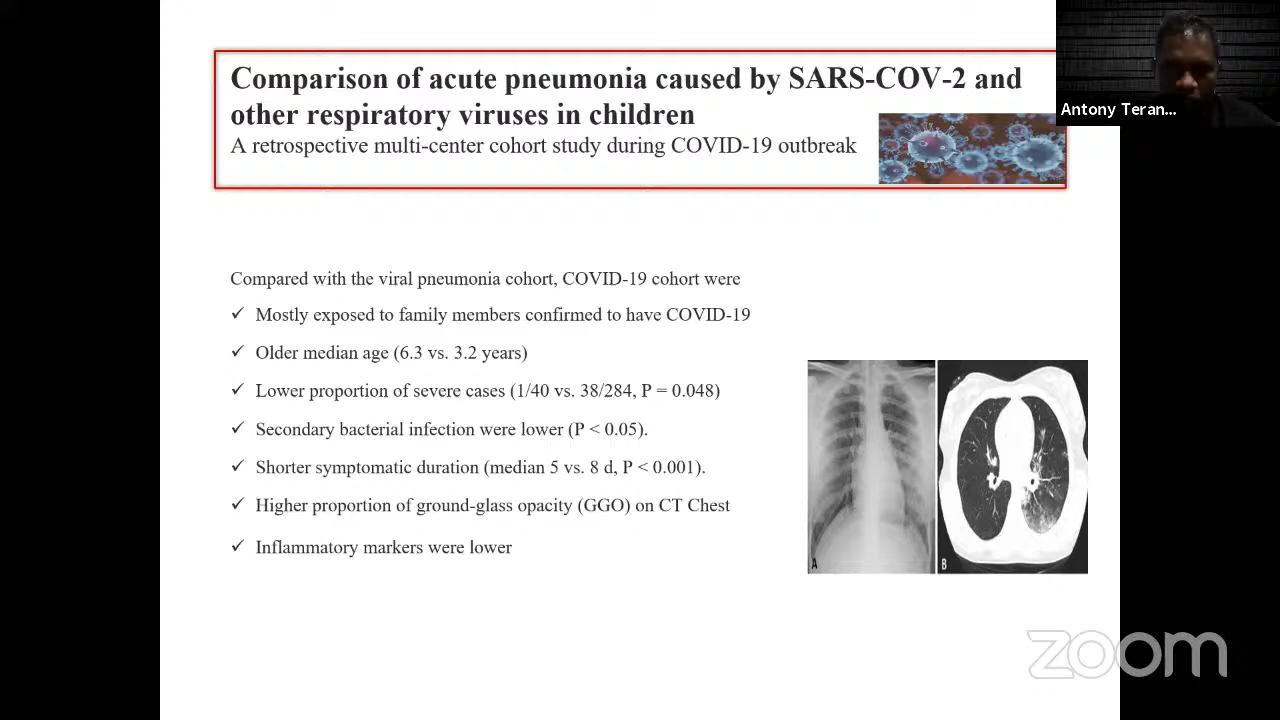 Comparison of acute pneumonia caused by SARS-COV-2 and
other respiratory viruses in children
A retrospective multi-center cohort study during COVID-19 outbreak
Antony Teran...
Compared with the viral pneumonia cohort, COVID-19 cohort were
✓ Mostly exposed to family members confirmed to have COVID-19
✓ Older median age (6.3 vs. 3.2 years)
✓ Lower proportion of severe cases (1/40 vs. 38/284, P = 0.048)
✓ Secondary bacterial infection were lower (P < 0.05).
✓ Shorter symptomatic duration (median 5 vs. 8 d, P < 0.001).
✓ Higher proportion of ground-glass opacity (GGO) on CT Chest
✓ Inflammatory markers were lower
A
B
zoom